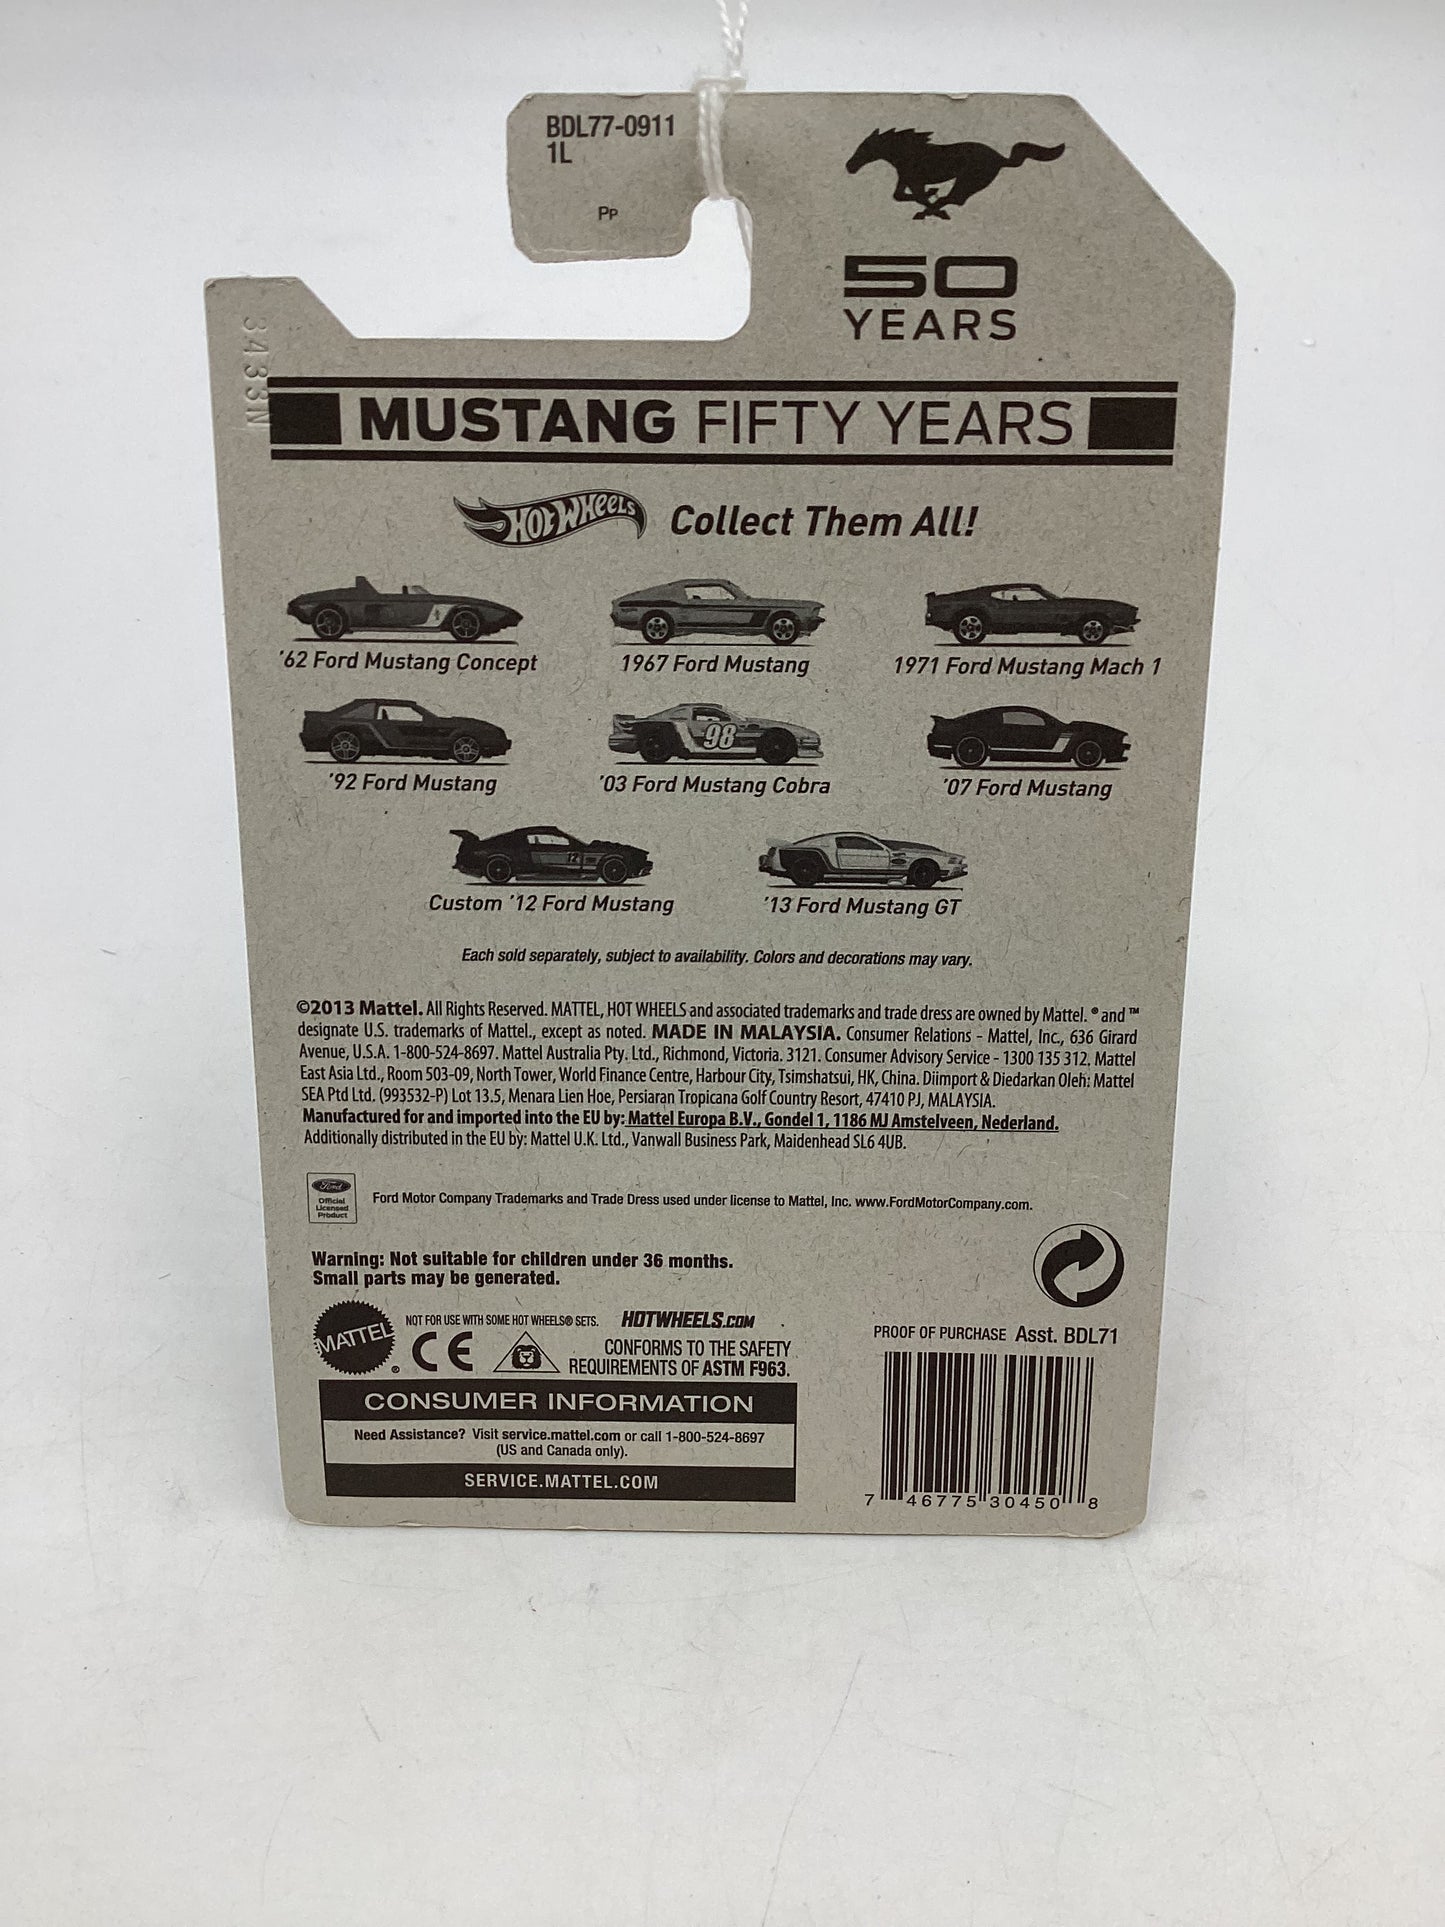 BDL77-0911
1L
PP
50
YEARS
3433N
MUSTANG FIFTY YEARS
HOT WHEELS Collect Them All!
'62 Ford Mustang Concept
1967 Ford Mustang
1971 Ford Mustang Mach 1
98
'92 Ford Mustang
'03 Ford Mustang Cobra
'07 Ford Mustang
12
Custom '12 Ford Mustang
'13 Ford Mustang GT
Each sold separately, subject to availability. Colors and decorations may vary.
©2013 Mattel. All Rights Reserved. MATTEL, HOT WHEELS and associated trademarks and trade dress are owned by Mattel. ® and ™
designate U.S. trademarks of Mattel., except as noted. MADE IN MALAYSIA. Consumer Relations - Mattel, Inc., 636 Girard
Avenue, U.S.A. 1-800-524-8697. Mattel Australia Pty. Ltd., Richmond, Victoria. 3121. Consumer Advisory Service - 1300 135 312. Mattel
East Asia Ltd., Room 503-09, North Tower, World Finance Centre, Harbour City, Tsimshatsui, HK, China. Diimport & Diedarkan Oleh: Mattel
SEA Ptd Ltd. (993532-P) Lot 13.5, Menara Lien Hoe, Persiaran Tropicana Golf Country Resort, 47410 PJ, MALAYSIA.
Manufactured for and imported into the EU by: Mattel Europa B.V., Gondel 1, 1186 MJ Amstelveen, Nederland.
Additionally distributed in the EU by: Mattel U.K. Ltd., Vanwall Business Park, Maidenhead SL6 4UB.
Ford
Official
Licensed
Product
Ford Motor Company Trademarks and Trade Dress used under license to Mattel, Inc. www.FordMotorCompany.com.
Warning: Not suitable for children under 36 months.
Small parts may be generated.
MATTEL ®
NOT FOR USE WITH SOME HOT WHEELS® SETS. HOTWHEELS.COM
CE
CONFORMS TO THE SAFETY
REQUIREMENTS OF ASTM F963.
CONSUMER INFORMATION
Need Assistance? Visit service.mattel.com or call 1-800-524-8697
(US and Canada only).
SERVICE.MATTEL.COM
PROOF OF PURCHASE Asst. BDL71
7 46775 30450 8